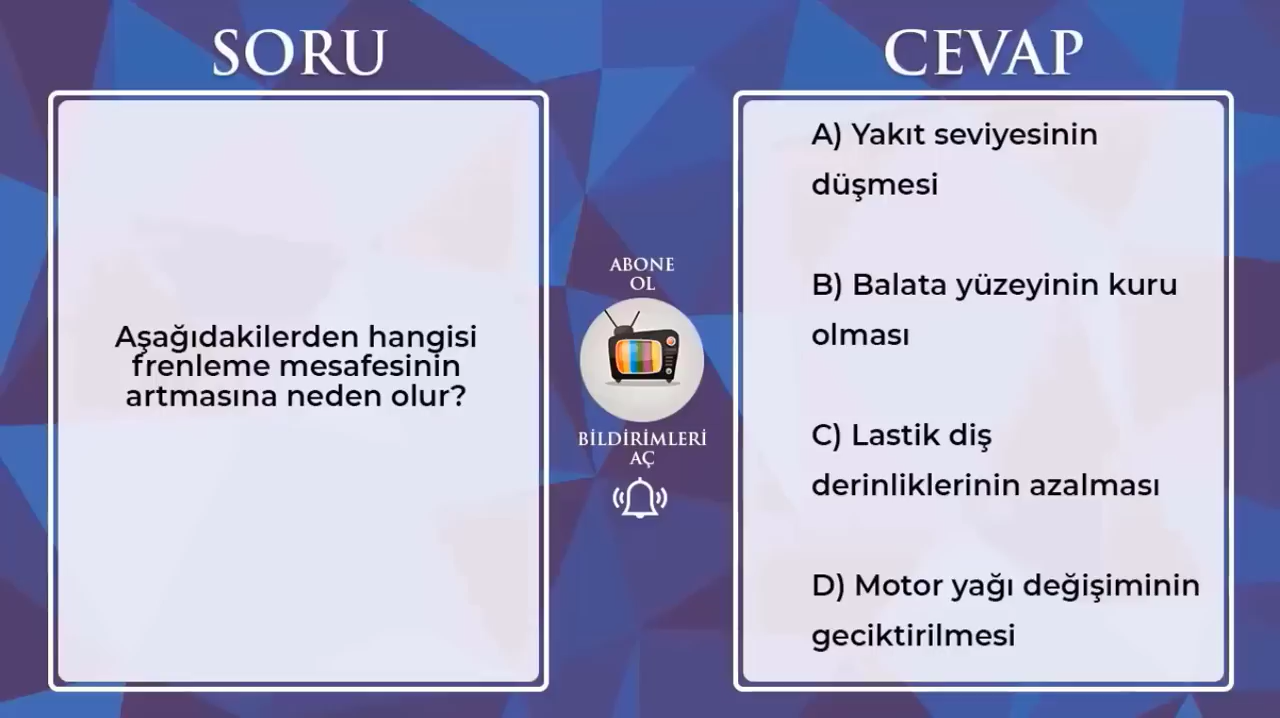 SORU
Aşağıdakilerden hangisi
frenleme mesafesinin
artmasına neden olur?
ABONE
OL
BİLDİRİMLERİ
AÇ
CEVAP
A) Yakıt seviyesinin
düşmesi
B) Balata yüzeyinin kuru
olması
C) Lastik diş
derinliklerinin azalması
D) Motor yağı değişiminin
geciktirilmesi